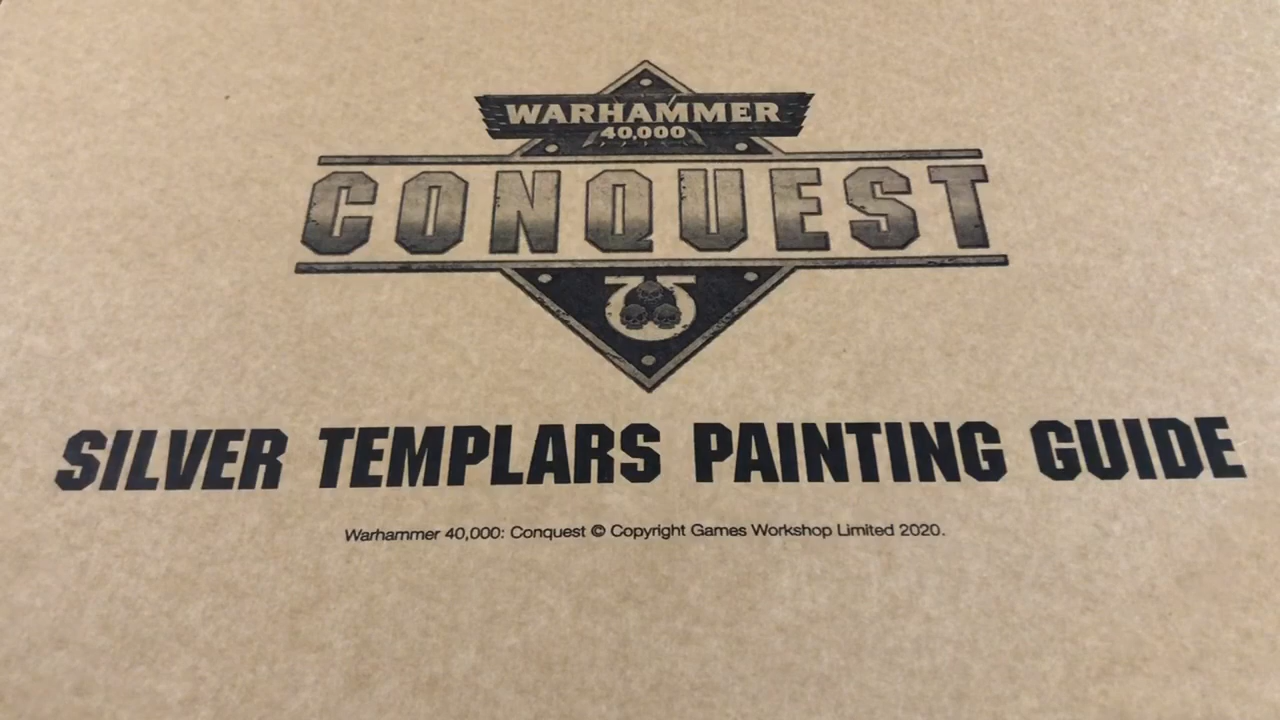 WARHAMMER
40,000
CONQUEST
SILVER TEMPLARS PAINTING GUIDE
Warhammer 40,000: Conquest © Copyright Games Workshop Limited 2020.